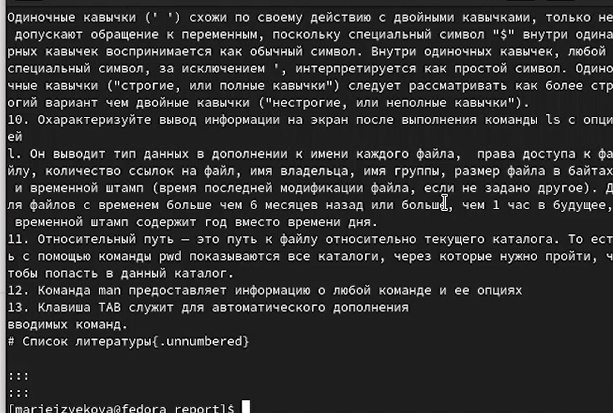 Одиночные кавычки (' ') схожи по своему действию с двойными кавычками, только не
допускают обращение к переменным, поскольку специальный символ "$" внутри одина
рных кавычек воспринимается как обычный символ. Внутри одиночных кавычек, любой
специальный символ, за исключением ', интерпретируется как простой символ. Одино
чные кавычки ("строгие, или полные кавычки") следует рассматривать как более стр
огий вариант чем двойные кавычки ("нестрогие, или неполные кавычки").
10. Охарактеризуйте вывод информации на экран после выполнения команды ls с опци
ей
l. Он выводит тип данных в дополнении к имени каждого файла,  права доступа к фа
йлу, количество ссылок на файл, имя владельца, имя группы, размер файла в байтах
и временной штамп (время последней модификации файла, если не задано другое). Д
ля файлов с временем больше чем 6 месяцев назад или больше, чем 1 час в будущее,
временной штамп содержит год вместо времени дня.
11. Относительный путь — это путь к файлу относительно текущего каталога. То ест
ь с помощью команды pwd показываются все каталоги, через которые нужно пройти, ч
тобы попасть в данный каталог.
12. Команда man предоставляет информацию о любой команде и ее опциях
13. Клавиша TAB служит для автоматического дополнения
вводимых команд.
# Список литературы{.unnumbered}
:::
:::
[marieizvekova@fedora report]$